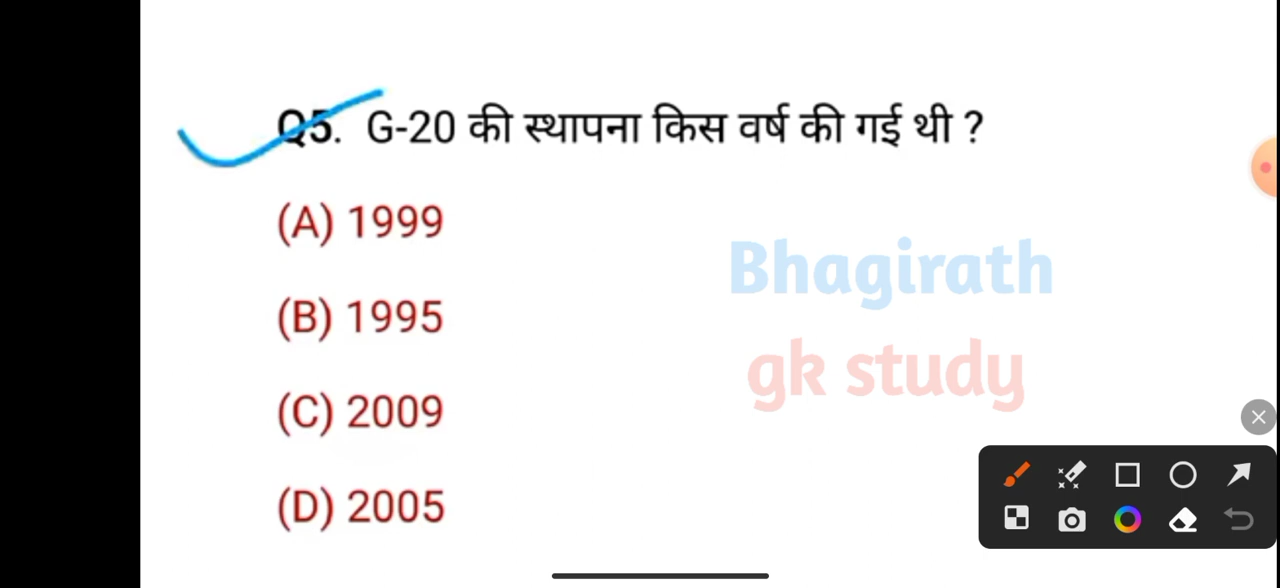 Q5. G-20 की स्थापना किस वर्ष की गई थी ?
(A) 1999
(B) 1995
(C) 2009
(D) 2005
Bhagirath
gk study